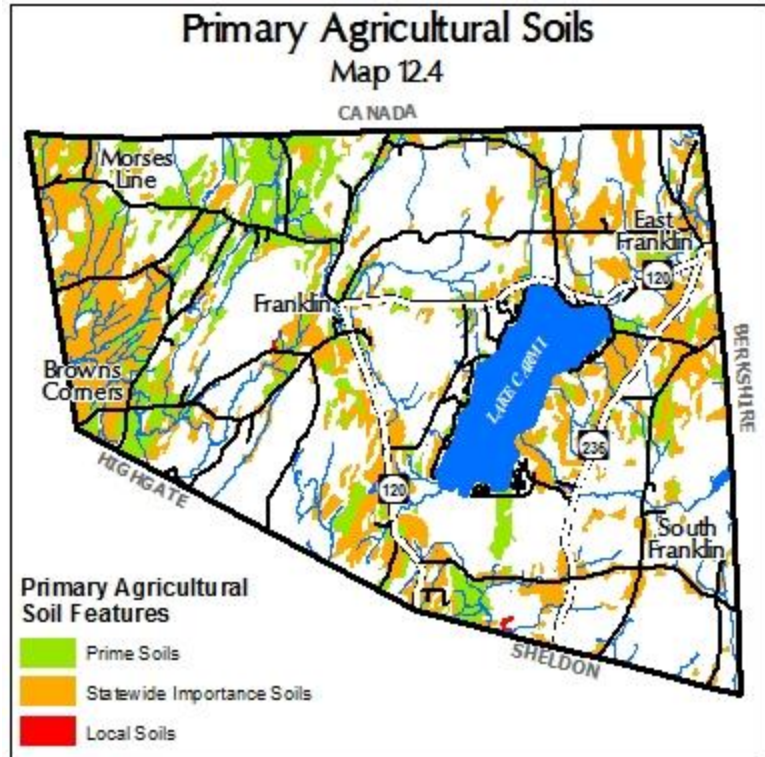 Primary Agricultural Soils
Map 12.4
CANADA
Morses
Line
East
Franklin
120
Franklin
LAKE CARMI
BERKSHIRE
Browns
Corners
236
HIGHGATE
120
South
Franklin
Primary Agricultural
Soil Features
Prime Soils
Statewide Importance Soils
Local Soils
SHELDON